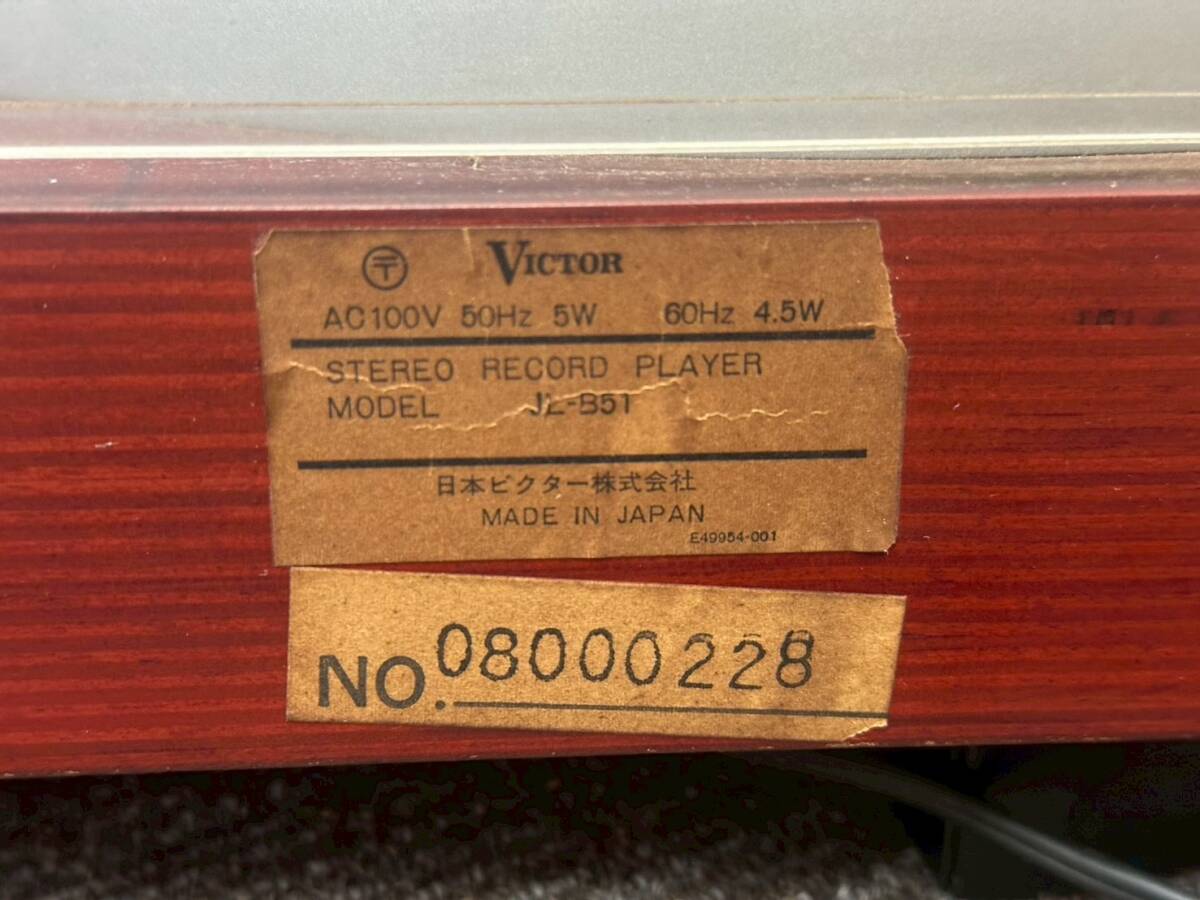 〶 VICTOR
AC100V 50Hz 5W 60Hz 4.5W
STEREO RECORD PLAYER
MODEL JL-B51
日本ビクター株式会社
MADE IN JAPAN
E49954-001
NO. 08000228